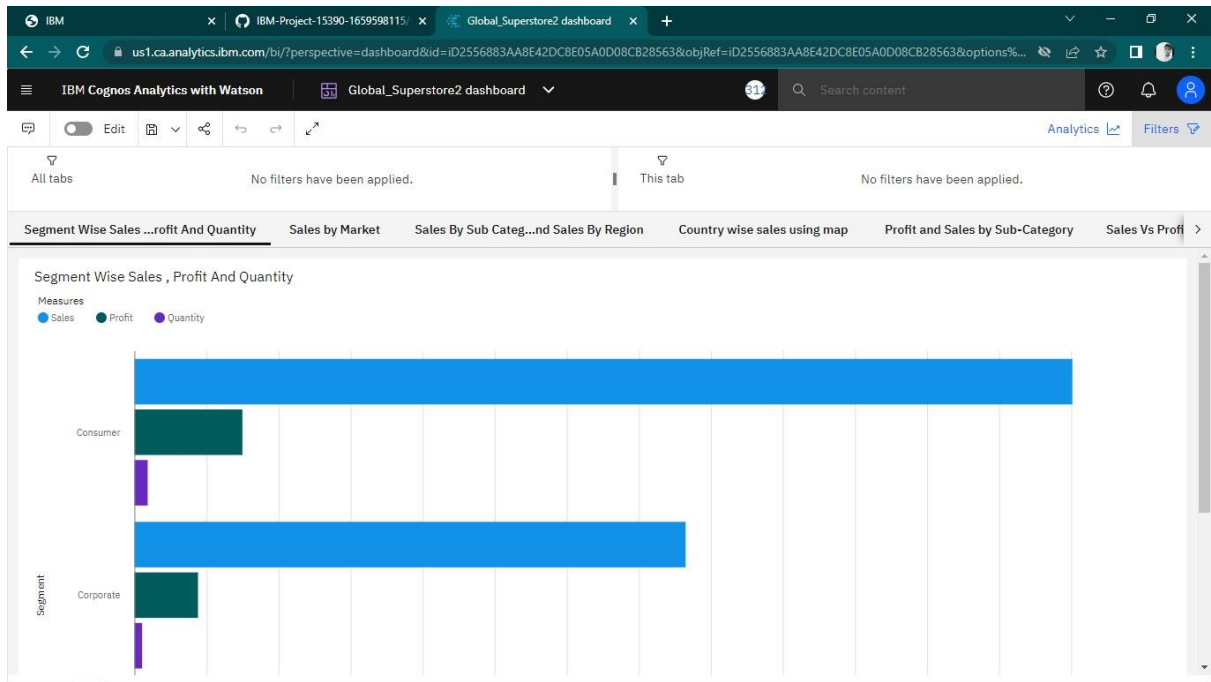 IBM
IBM-Project-15390-1659598115/
Global_Superstore2 dashboard
us1.ca.analytics.ibm.com/bi/?perspective=dashboard&id=iD2556883AA8E42DC8E05A0D08CB28563&objRef=iD2556883AA8E42DC8E05A0D08CB28563&options%...
IBM Cognos Analytics with Watson
Global_Superstore2 dashboard
Search content
Edit
Analytics
Filters
All tabs
No filters have been applied.
This tab
No filters have been applied.
Segment Wise Sales ...rofit And Quantity
Sales by Market
Sales By Sub Categ...nd Sales By Region
Country wise sales using map
Profit and Sales by Sub-Category
Sales Vs Profi
Segment Wise Sales , Profit And Quantity
Measures
Sales Profit Quantity
Consumer
Segment
Corporate